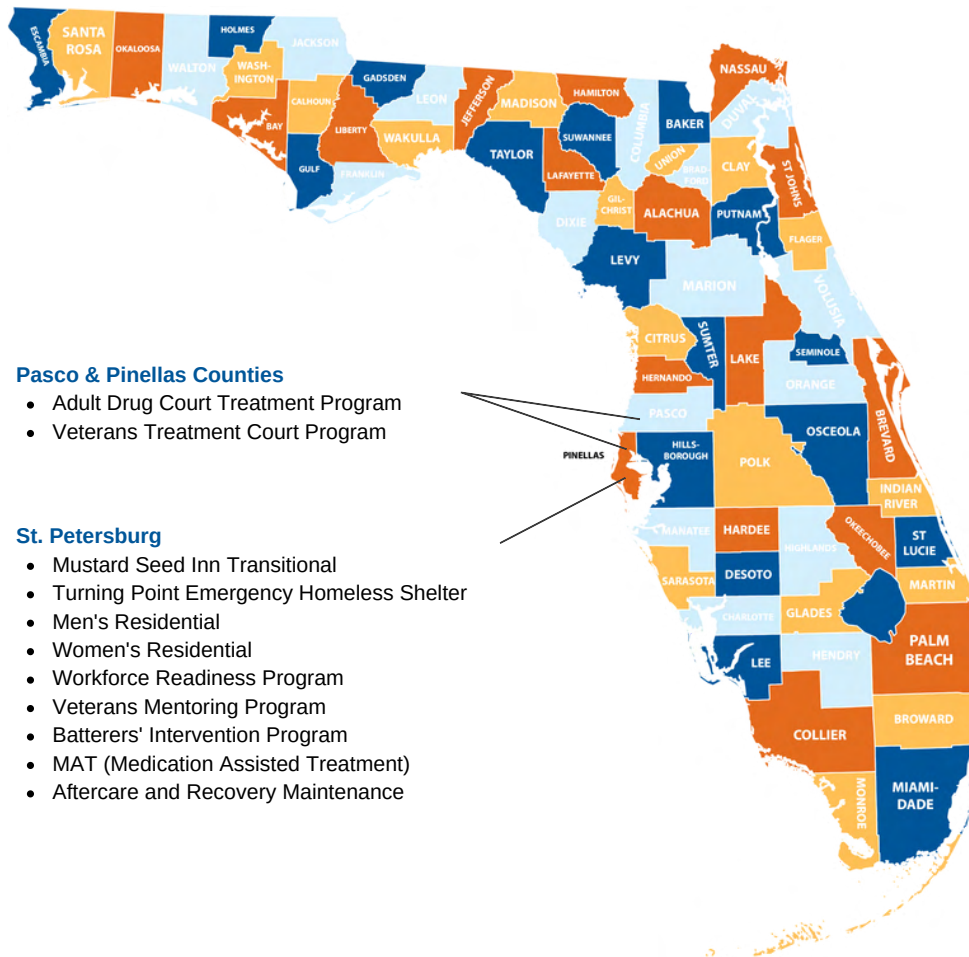 ESCAMBIA
SANTA
ROSA
OKALOOSA
WALTON
HOLMES
WASH-
INGTON
JACKSON
BAY
CALHOUN
GULF
GADSDEN
LIBERTY
FRANKLIN
LEON
WAKULLA
JEFFERSON
MADISON
TAYLOR
HAMILTON
SUWANNEE
LAFAYETTE
DIXIE
COLUMBIA
GIL-
CHRIST
BAKER
UNION
BRAD-
FORD
ALACHUA
LEVY
NASSAU
DUVAL
CLAY
ST JOHNS
PUTNAM
FLAGER
MARION
VOLUSIA
CITRUS
SUMTER
LAKE
SEMINOLE
HERNANDO
ORANGE
PASCO
BREVARD
OSCEOLA
PINELLAS
HILLS-
BOROUGH
POLK
INDIAN
RIVER
MANATEE
HARDEE
HIGHLANDS
OKEECHOBEE
ST
LUCIE
SARASOTA
DESOTO
MARTIN
CHARLOTTE
GLADES
LEE
HENDRY
PALM
BEACH
COLLIER
BROWARD
MONROE
MIAMI-
DADE
Pasco & Pinellas Counties
• Adult Drug Court Treatment Program
• Veterans Treatment Court Program
St. Petersburg
• Mustard Seed Inn Transitional
• Turning Point Emergency Homeless Shelter
• Men's Residential
• Women's Residential
• Workforce Readiness Program
• Veterans Mentoring Program
• Batterers' Intervention Program
• MAT (Medication Assisted Treatment)
• Aftercare and Recovery Maintenance